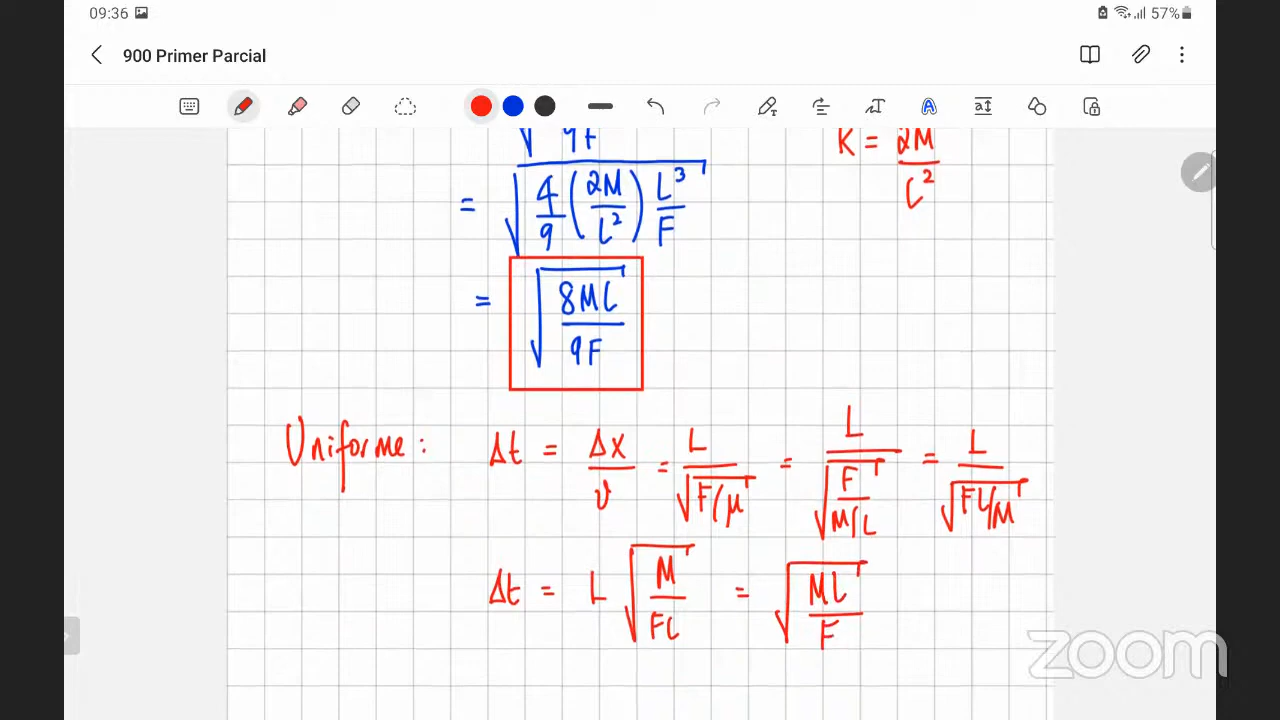 09:36 57%
900 Primer Parcial
√ 9F
K = 2M/L²
= √(4/9 (2M/L²) L³/F)
= √(8ML/9F)
Uniforme: Δt = Δx/v = L/√(F/μ) = L/√(F/(M/L)) = L/√(FL/M)
Δt = L √(M/FL) = √(ML/F)
zoom